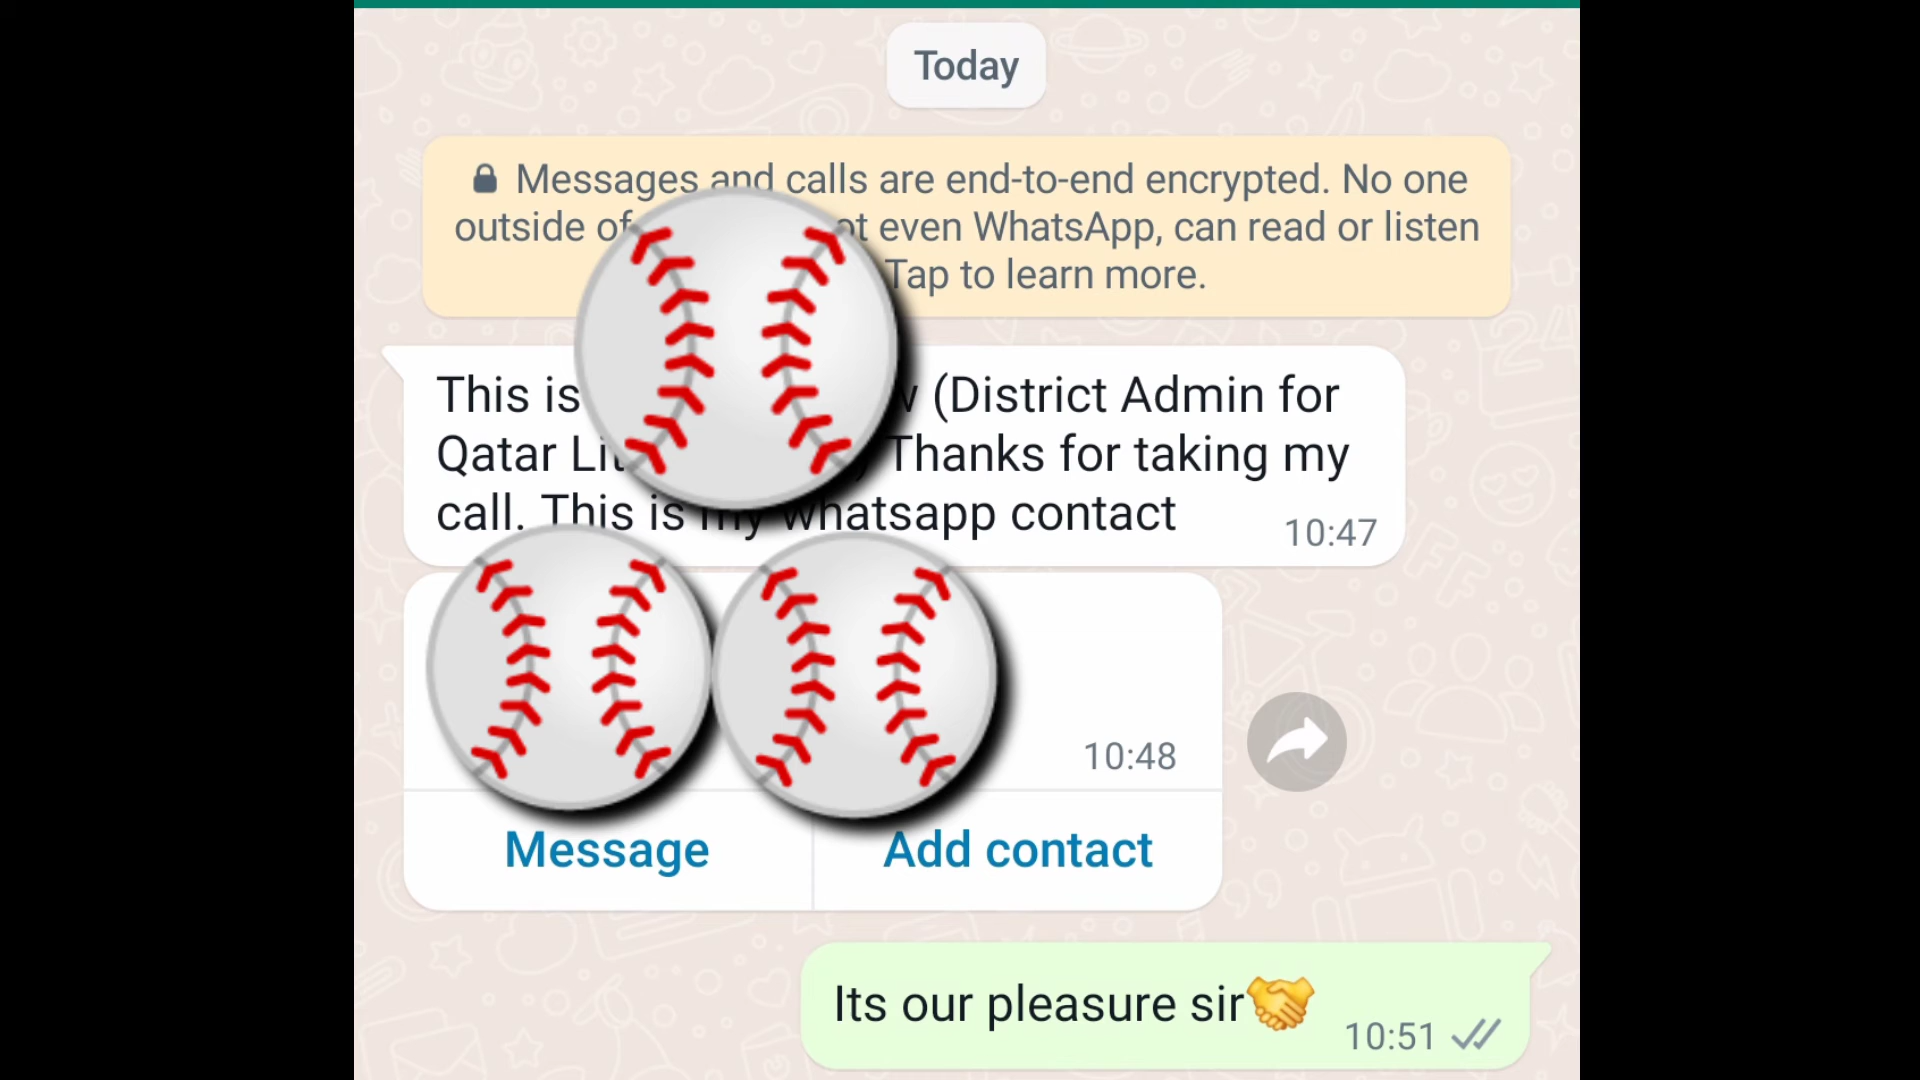 Today
Messages and calls are end-to-end encrypted. No one
outside of even WhatsApp, can read or listen
Tap to learn more.
This is (District Admin for
Qatar Thanks for taking my
call. This is my whatsapp contact
10:47
10:48
Message
Add contact
Its our pleasure sir🤝
10:51